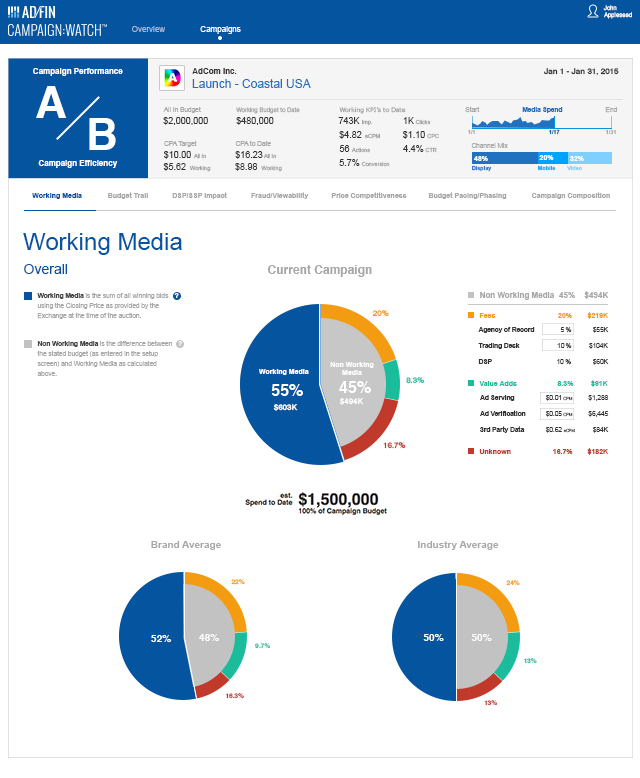 AD/FIN
CAMPAIGN:WATCH™
Overview
Campaigns
John
Appleseed
Campaign Performance
A/B
Campaign Efficiency
AdCom Inc.
Launch - Coastal USA
Jan 1 - Jan 31, 2015
All In Budget
$2,000,000
Working Budget to Date
$480,000
CPA Target
$10.00 All In
$5.62 Working
CPA to Date
$16.23 All In
$8.98 Working
Working KPI's to Date
743K Imp. 1K Clicks
$4.82 eCPM $1.10 CPC
56 Actions 4.4% CTR
5.7% Conversion
Start Media Spend End
1/1 1/17 1/31
Channel Mix
48% 20% 32%
Display Mobile Video
Working Media
Budget Trail
DSP/SSP Impact
Fraud/Viewability
Price Competitiveness
Budget Pacing/Phasing
Campaign Composition
Working Media
Overall
Working Media is the sum of all winning bids ?
using the Closing Price as provided by the
Exchange at the time of the auction.
Non Working Media is the difference between ?
the stated budget (as entered in the setup
screen) and Working Media as calculated
above.
Current Campaign
20%
8.3%
16.7%
Working Media
55%
$603K
Non Working
Media
45%
$494K
est.
Spend to Date
$1,500,000
100% of Campaign Budget
Non Working Media 45% $494K
Fees 20% $219K
Agency of Record 5 % $55K
Trading Desk 10 % $104K
DSP 10 % $60K
Value Adds 8.3% $91K
Ad Serving $0.01 CPM $1,288
Ad Verification $0.05 CPM $6,445
3rd Party Data $0.62 eCPM $84K
Unknown 16.7% $182K
Brand Average
22%
52%
48%
9.7%
16.3%
Industry Average
24%
50%
50%
13%
13%